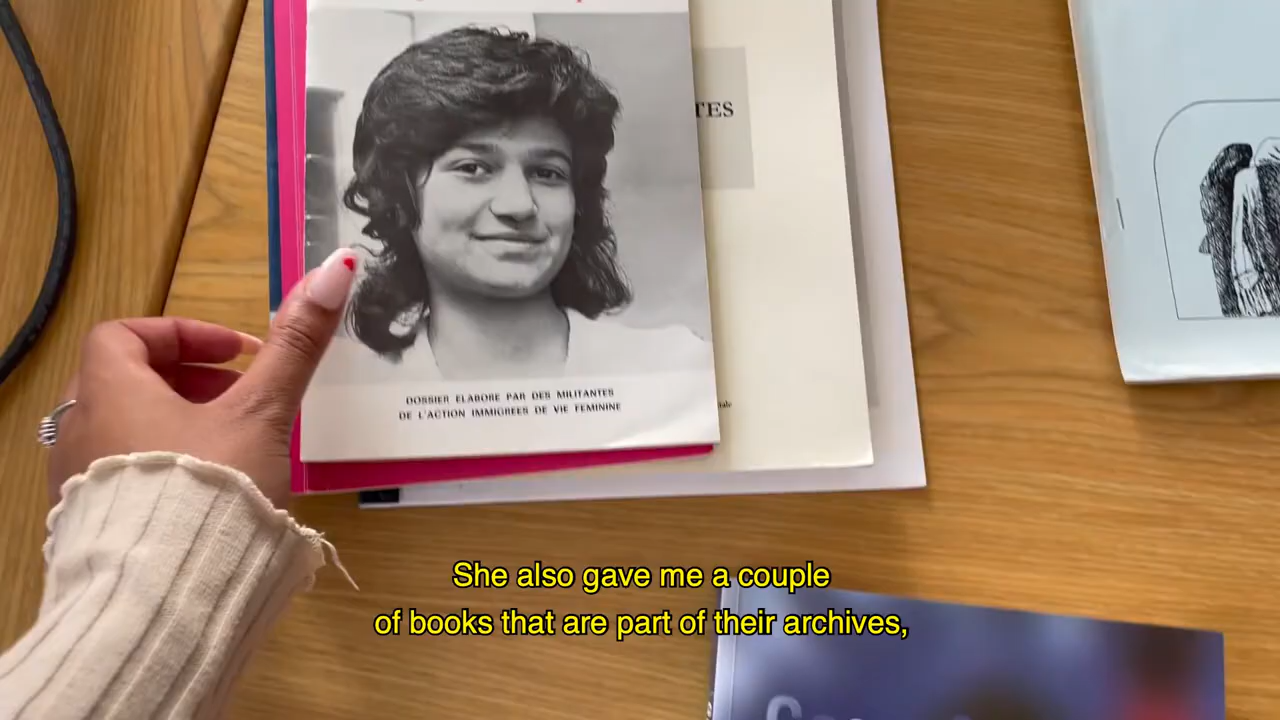 TES
DOSSIER ELABORE PAR DES MILITANTES
DE L'ACTION IMMIGREES DE VIE FEMININE
She also gave me a couple
of books that are part of their archives,